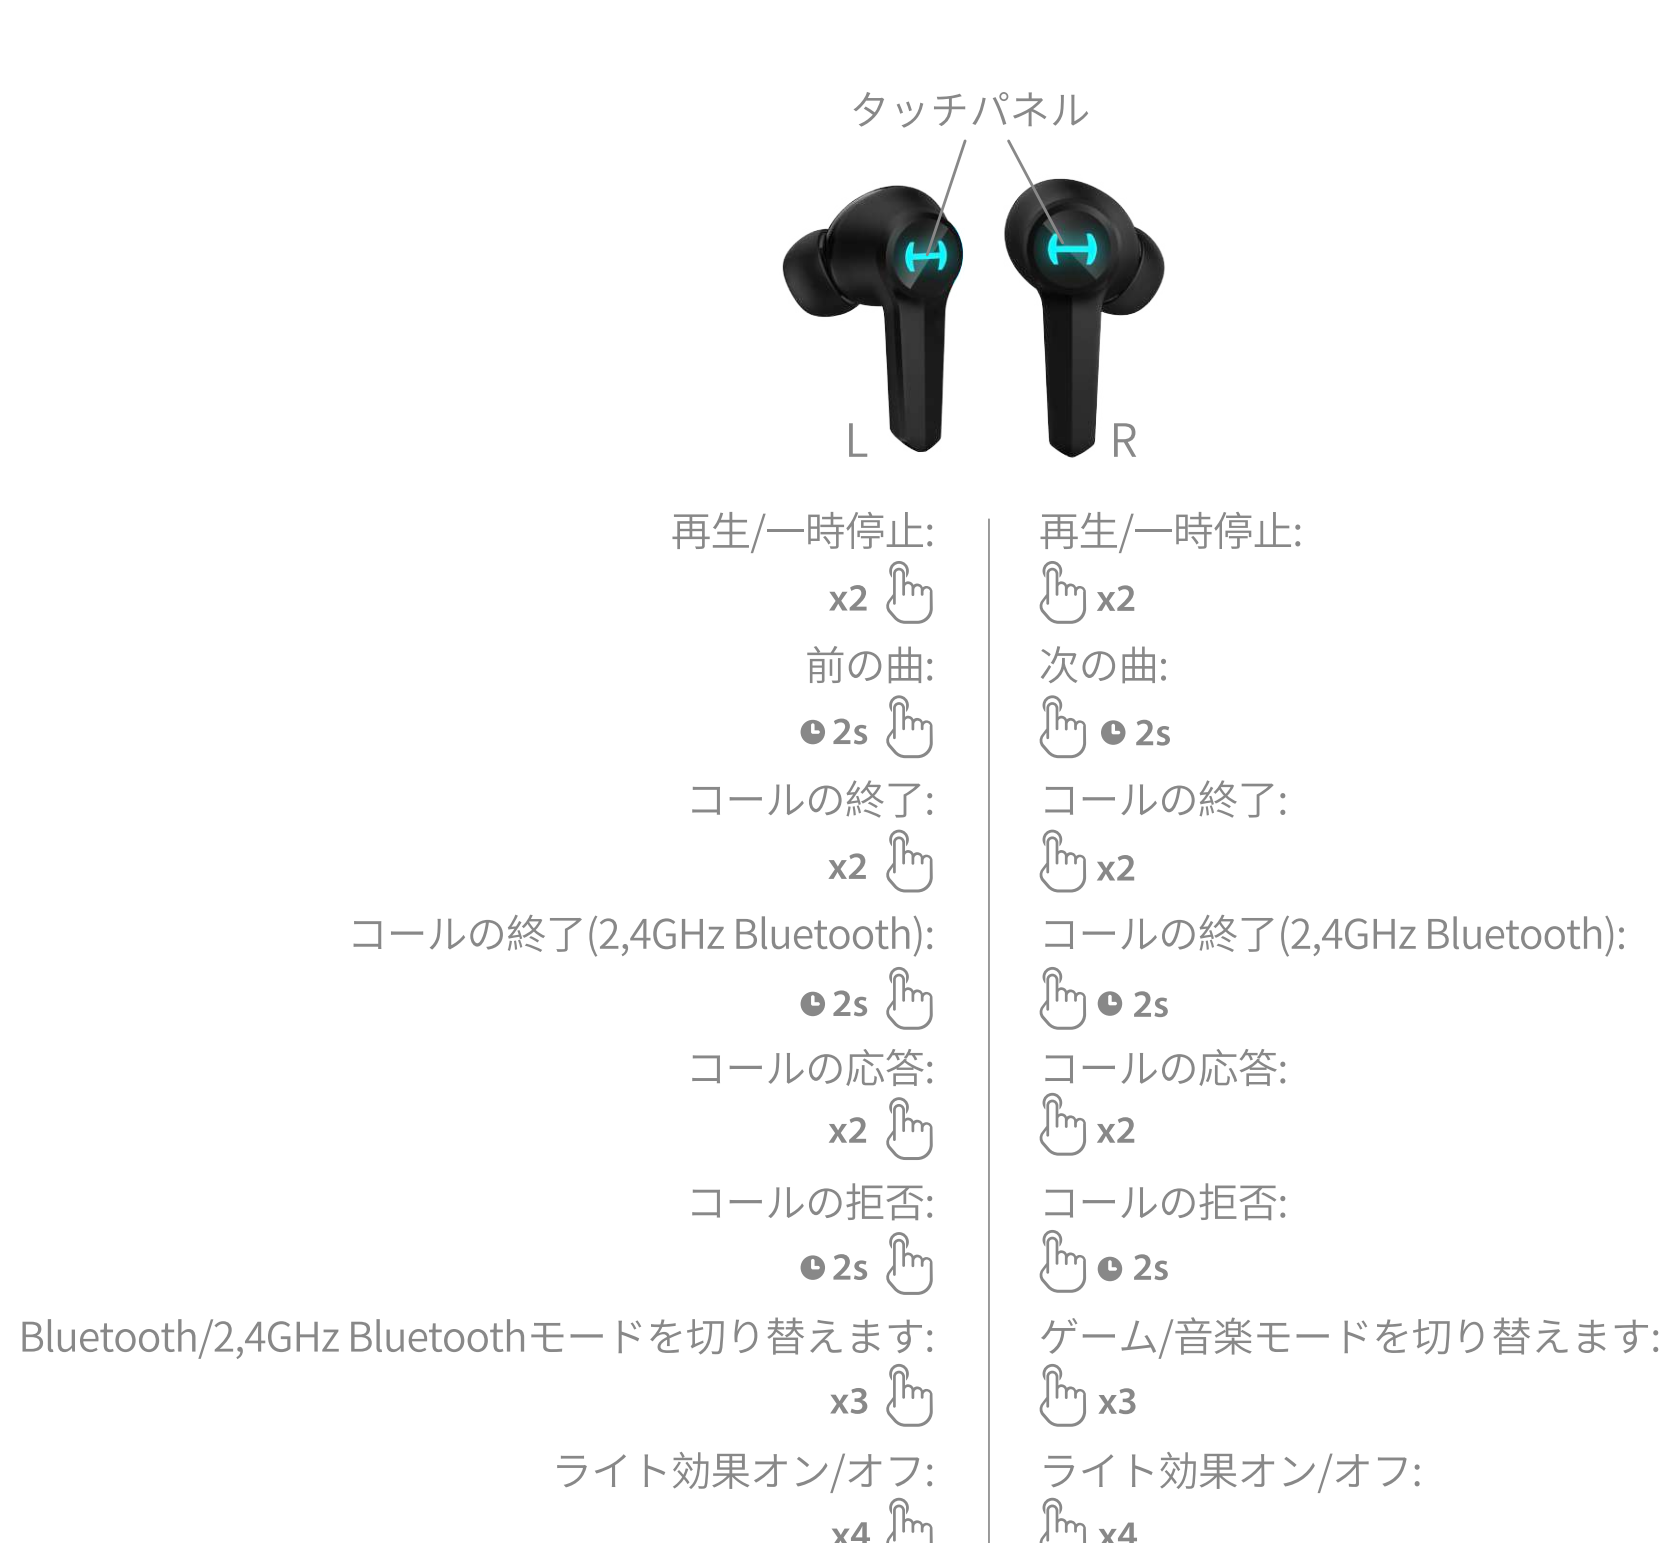 タッチパネル
L
R
再生/一時停止:
x2
前の曲:
2s
コールの終了:
x2
コールの終了(2,4GHz Bluetooth):
2s
コールの応答:
x2
コールの拒否:
2s
Bluetooth/2,4GHz Bluetoothモードを切り替えます:
x3
ライト効果オン/オフ:
x4
再生/一時停止:
x2
次の曲:
2s
コールの終了:
x2
コールの終了(2,4GHz Bluetooth):
2s
コールの応答:
x2
コールの拒否:
2s
ゲーム/音楽モードを切り替えます:
x3
ライト効果オン/オフ:
x4